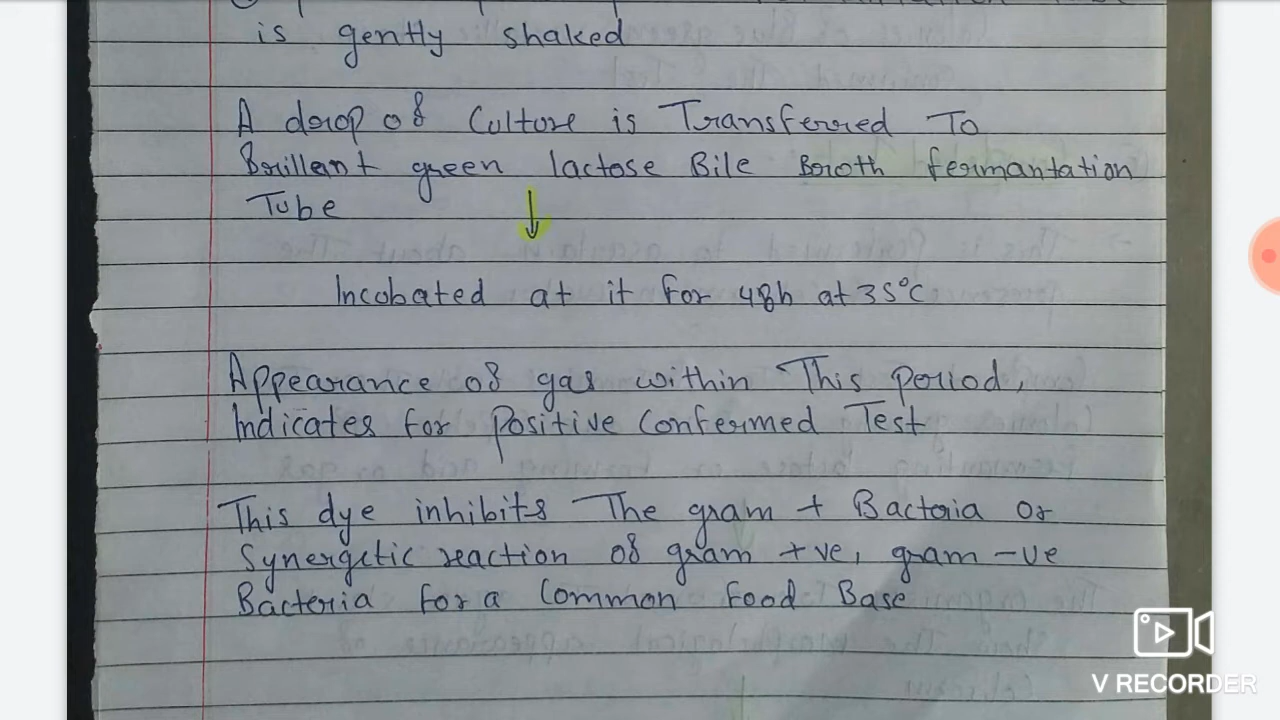 is gently shaked
A drop of Culture is Transferred To
Brillant green lactose Bile Broth fermantation
Tube
Incobated at it for 48h at 35°C
Appearance of gas within This period,
Indicates for Positive Confermed Test
This dye inhibits The gram + Bacteria or
Synergetic reaction of gram +ve, gram -ve
Bacteria for a Common Food Base
V RECORDER